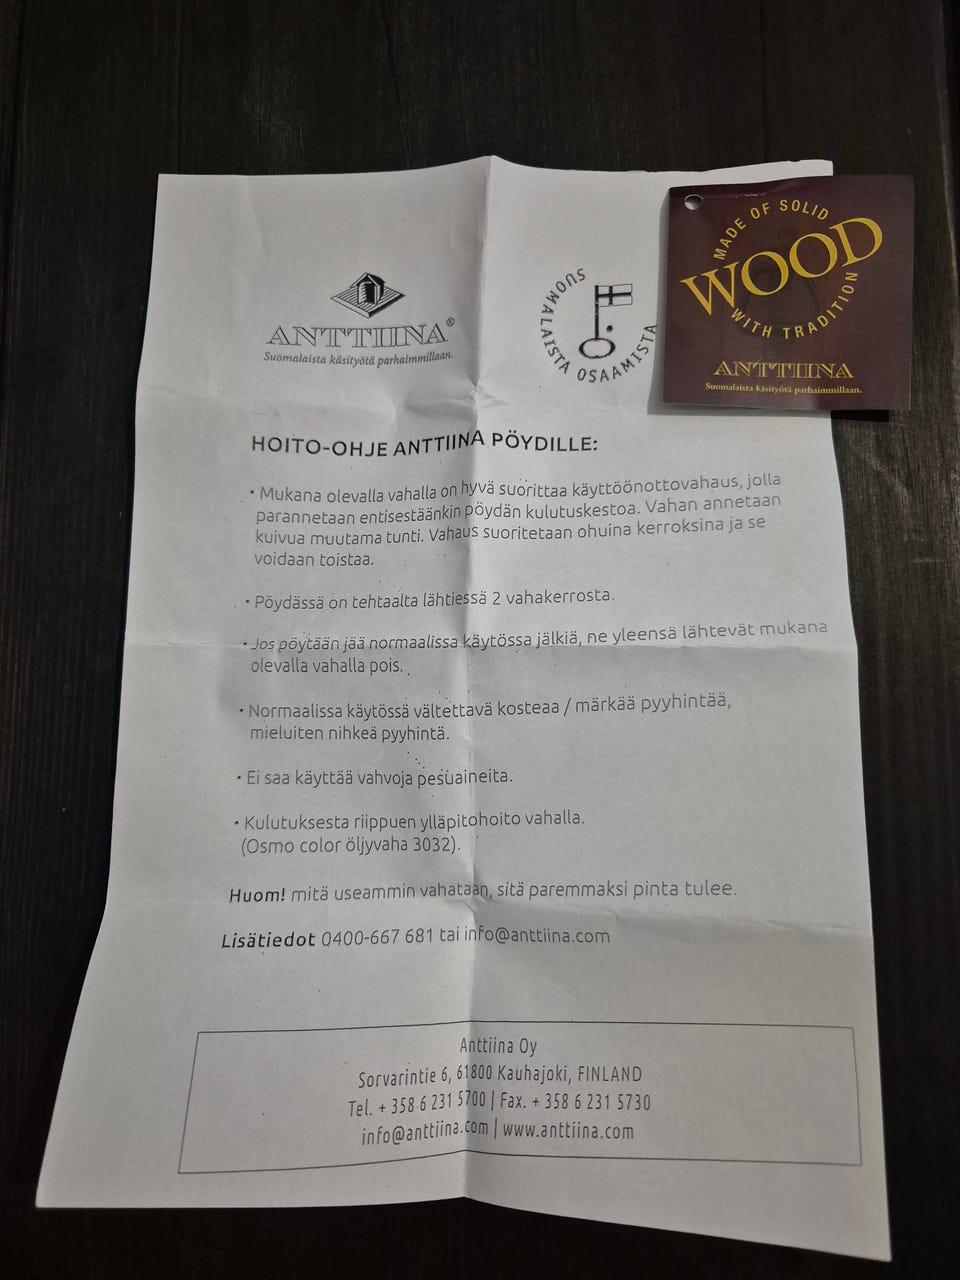 ANTTIINA®
Suomalaista käsityötä parhaimmillaan.
SUOMALAISTA OSAAMISTA
MADE OF SOLID
WOOD
WITH TRADITION
ANTTIINA
Suomalaista käsityötä parhaimmillaan.
HOITO-OHJE ANTTIINA PÖYDILLE:
• Mukana olevalla vahalla on hyvä suorittaa käyttöönottovahaus, jolla
parannetaan entisestäänkin pöydän kulutuskestoa. Vahan annetaan
kuivua muutama tunti. Vahaus suoritetaan ohuina kerroksina ja se
voidaan toistaa.
• Pöydässä on tehtaalta lähtiessä 2 vahakerrosta.
• Jos pöytään jää normaalissa käytössa jälkiä, ne yleensä lähtevät mukana
olevalla vahalla pois.
• Normaalissa käytössä vältettävä kosteaa / märkää pyyhintää,
mieluiten nihkeä pyyhintä.
• Ei saa käyttää vahvoja pesuaineita.
• Kulutuksesta riippuen ylläpitohoito vahalla.
(Osmo color öljyvaha 3032).
Huom! mitä useammin vahataan, sitä paremmaksi pinta tulee.
Lisätiedot 0400-667 681 tai info@anttiina.com
Anttiina Oy
Sorvarintie 6, 61800 Kauhajoki, FINLAND
Tel. + 358 6 231 5700 | Fax. + 358 6 231 5730
info@anttiina.com | www.anttiina.com